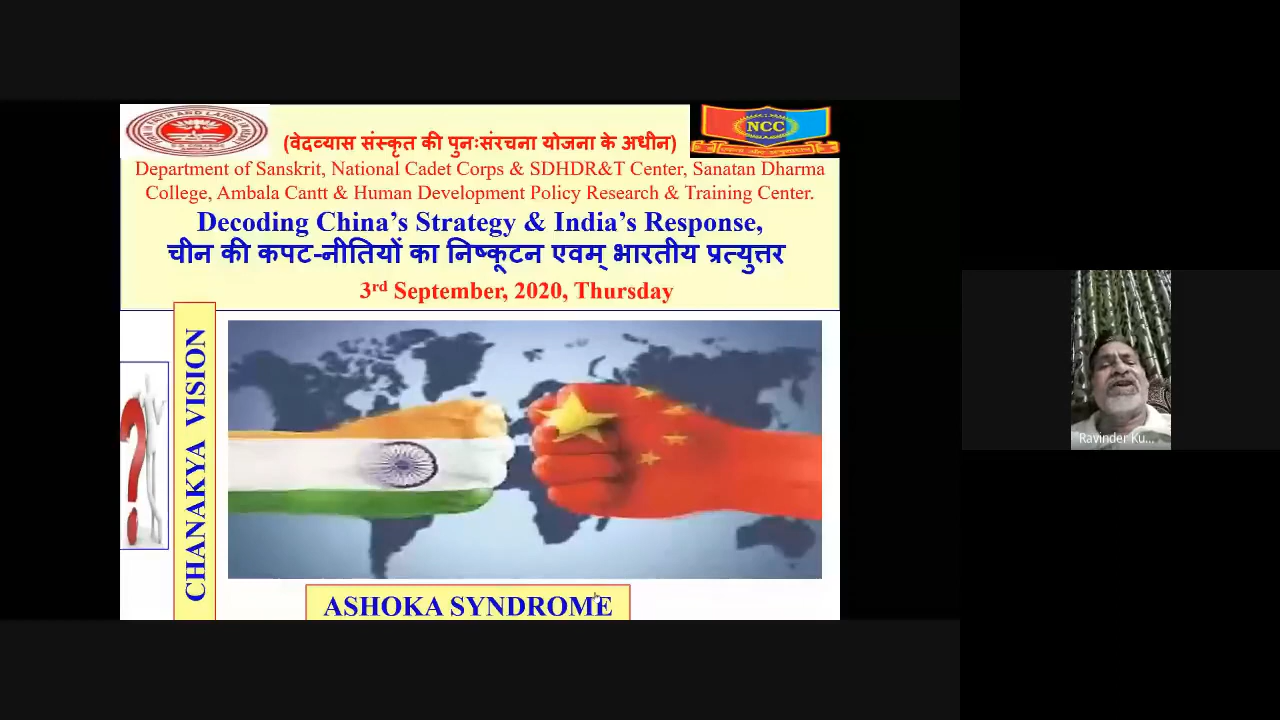 NCC
(वेदव्यास संस्कृत की पुनःसंरचना योजना के अधीन)
Department of Sanskrit, National Cadet Corps & SDHDR&T Center, Sanatan Dharma
College, Ambala Cantt & Human Development Policy Research & Training Center.
Decoding China’s Strategy & India’s Response,
चीन की कपट-नीतियों का निष्कूटन एवम् भारतीय प्रत्युत्तर
3rd September, 2020, Thursday
CHANAKYA VISION
?
ASHOKA SYNDROME
Ravinder Ku...